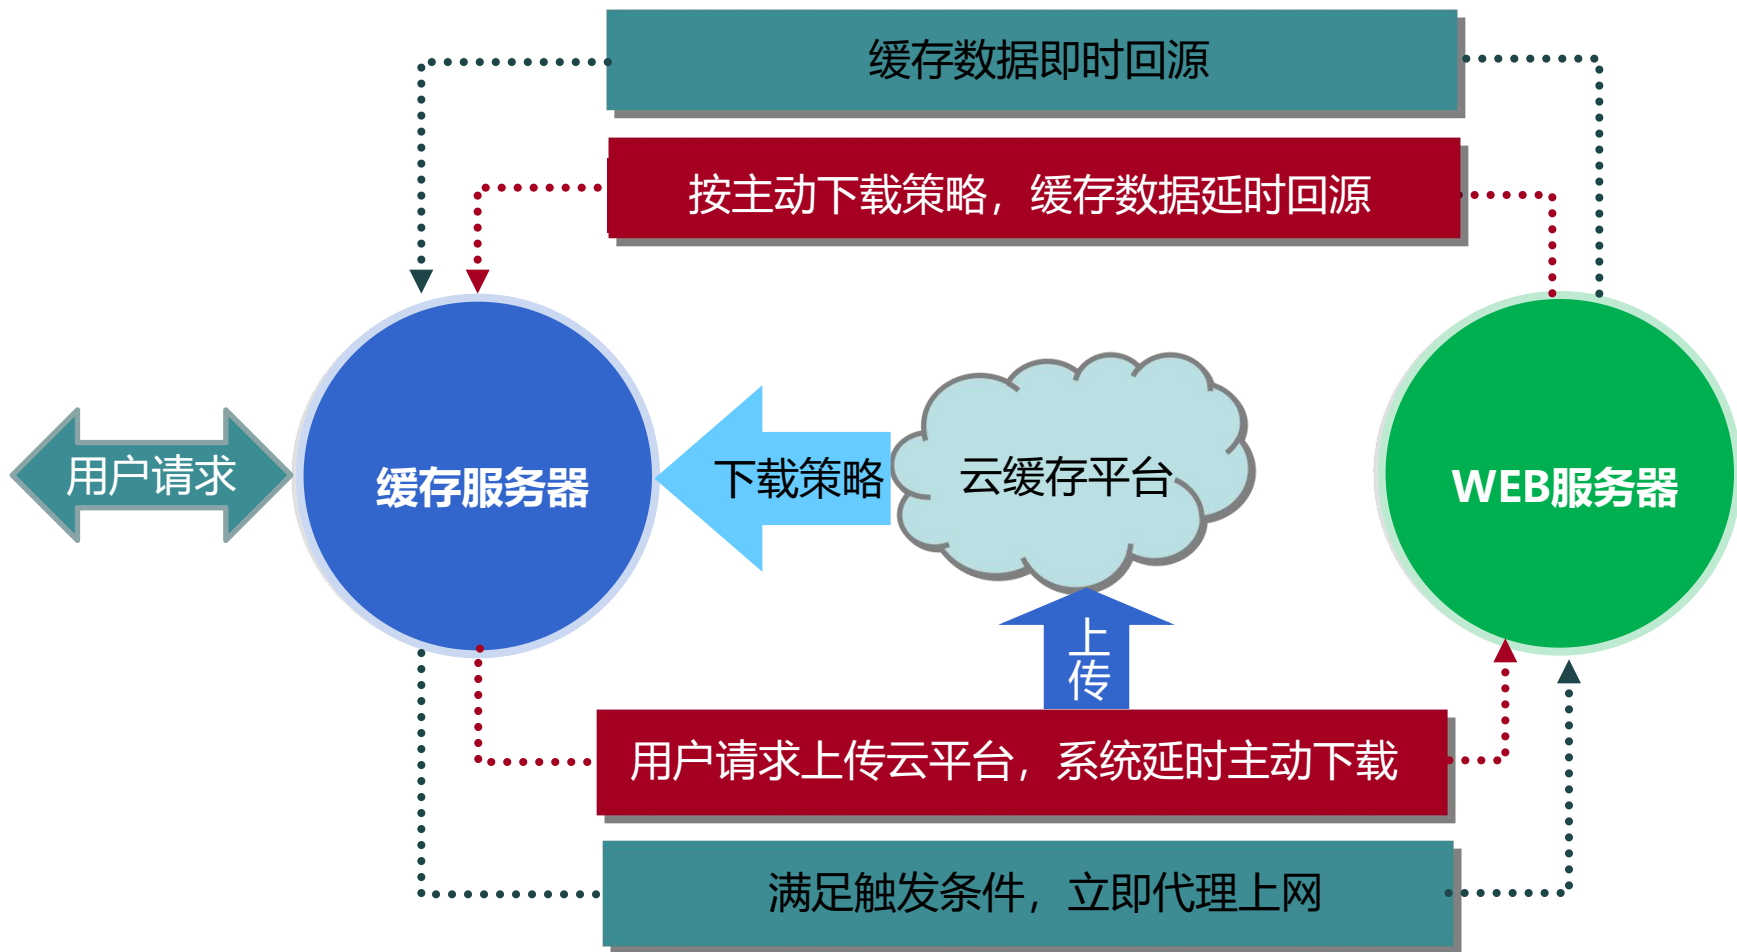 缓存数据即时回源
按主动下载策略，缓存数据延时回源
用户请求
缓存服务器
下载策略
云缓存平台
WEB服务器
上传
用户请求上传云平台，系统延时主动下载
满足触发条件，立即代理上网